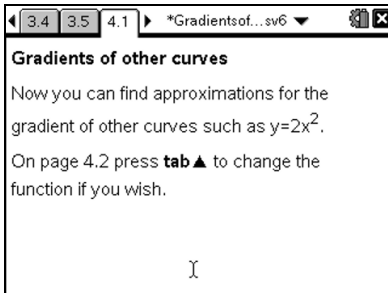 3.4 3.5 4.1 *Gradientsof...sv6
Gradients of other curves
Now you can find approximations for the
gradient of other curves such as y=2x².
On page 4.2 press tab▲ to change the
function if you wish.